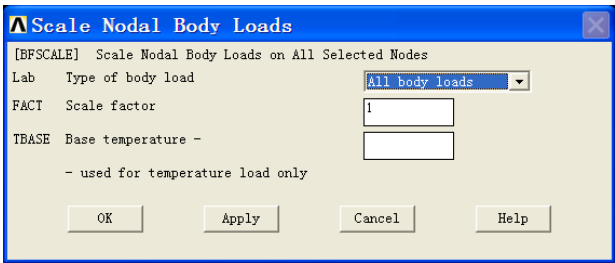 Scale Nodal Body Loads
[BFSCALE] Scale Nodal Body Loads on All Selected Nodes
Lab Type of body load All body loads
FACT Scale factor 1
TBASE Base temperature -
- used for temperature load only
OK Apply Cancel Help